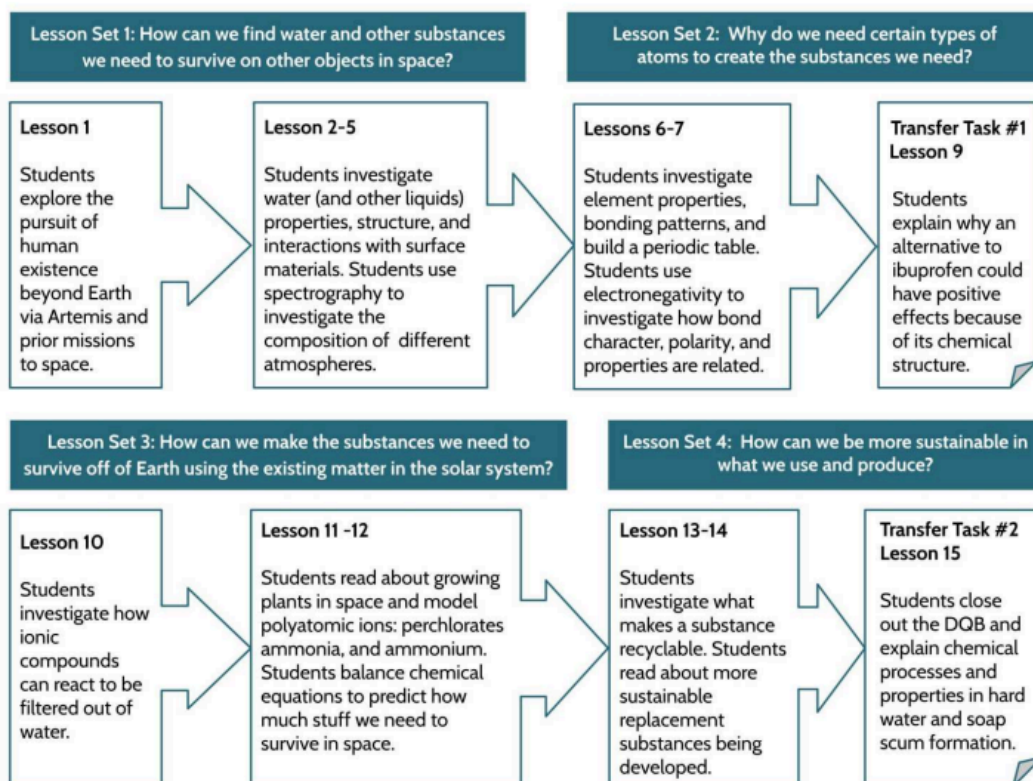 Lesson Set 1: How can we find water and other substances
we need to survive on other objects in space?
Lesson Set 2: Why do we need certain types of
atoms to create the substances we need?
Lesson 1
Students
explore the
pursuit of
human
existence
beyond Earth
via Artemis and
prior missions
to space.
Lesson 2-5
Students investigate
water (and other liquids)
properties, structure, and
interactions with surface
materials. Students use
spectrography to
investigate the
composition of different
atmospheres.
Lessons 6-7
Students investigate
element properties,
bonding patterns, and
build a periodic table.
Students use
electronegativity to
investigate how bond
character, polarity, and
properties are related.
Transfer Task #1
Lesson 9
Students
explain why an
alternative to
ibuprofen could
have positive
effects because
of its chemical
structure.
Lesson Set 3: How can we make the substances we need to
survive off of Earth using the existing matter in the solar system?
Lesson Set 4: How can we be more sustainable in
what we use and produce?
Lesson 10
Students
investigate how
ionic
compounds
can react to be
filtered out of
water.
Lesson 11 -12
Students read about growing
plants in space and model
polyatomic ions: perchlorates
ammonia, and ammonium.
Students balance chemical
equations to predict how
much stuff we need to
survive in space.
Lesson 13-14
Students
investigate what
makes a substance
recyclable. Students
read about more
sustainable
replacement
substances being
developed.
Transfer Task #2
Lesson 15
Students close
out the DQB and
explain chemical
processes and
properties in hard
water and soap
scum formation.